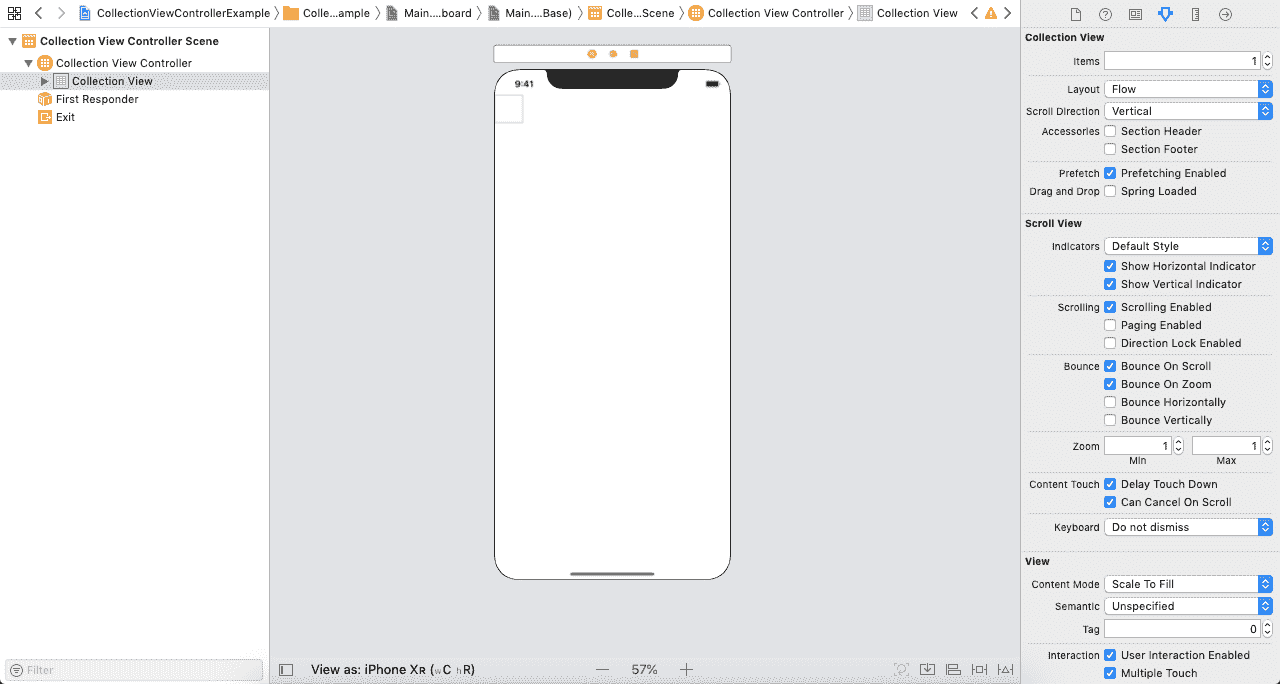 CollectionViewControllerExample
Colle...ample
Main....board
Main....Base)
Colle...Scene
Collection View Controller
Collection View
Collection View Controller Scene
Collection View Controller
Collection View
First Responder
Exit
Filter
9:41
View as: iPhone XR (wC hR)
57%
Collection View
Items 1
Layout Flow
Scroll Direction Vertical
Accessories Section Header
Section Footer
Prefetch Prefetching Enabled
Drag and Drop Spring Loaded
Scroll View
Indicators Default Style
Show Horizontal Indicator
Show Vertical Indicator
Scrolling Scrolling Enabled
Paging Enabled
Direction Lock Enabled
Bounce Bounce On Scroll
Bounce On Zoom
Bounce Horizontally
Bounce Vertically
Zoom 1 1
Min Max
Content Touch Delay Touch Down
Can Cancel On Scroll
Keyboard Do not dismiss
View
Content Mode Scale To Fill
Semantic Unspecified
Tag 0
Interaction User Interaction Enabled
Multiple Touch